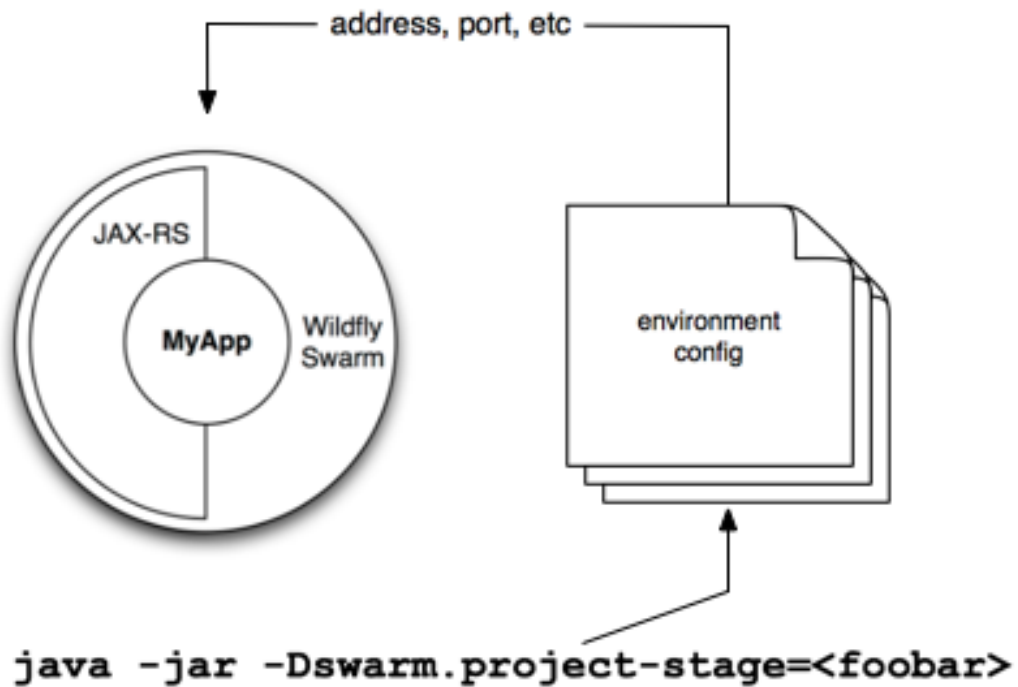 address, port, etc
JAX-RS
MyApp
Wildfly
Swarm
environment
config
java -jar -Dswarm.project-stage=<foobar>